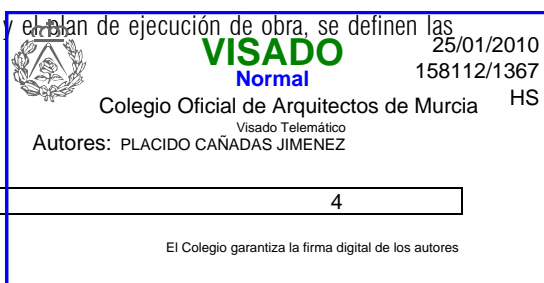 y el plan de ejecución de obra, se definen las
VISADO
Normal
25/01/2010
158112/1367
HS
Colegio Oficial de Arquitectos de Murcia
Visado Telemático
Autores: PLACIDO CAÑADAS JIMENEZ
4
El Colegio garantiza la firma digital de los autores